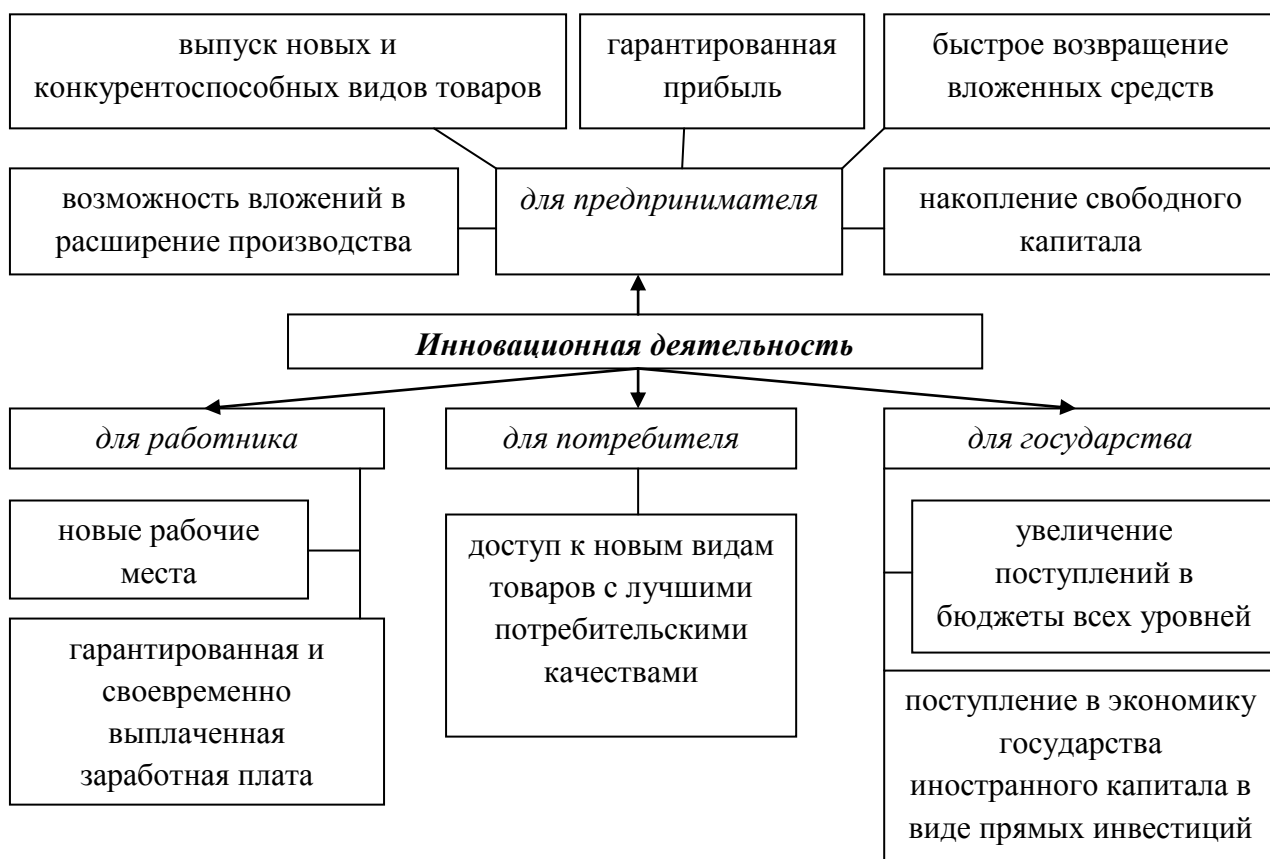 выпуск новых и
конкурентоспособных видов товаров
гарантированная
прибыль
быстрое возвращение
вложенных средств
возможность вложений в
расширение производства
для предпринимателя
накопление свободного
капитала
Инновационная деятельность
для работника
для потребителя
для государства
новые рабочие
места
гарантированная и
своевременно
выплаченная
заработная плата
доступ к новым видам
товаров с лучшими
потребительскими
качествами
увеличение
поступлений в
бюджеты всех уровней
поступление в экономику
государства
иностранного капитала в
виде прямых инвестиций